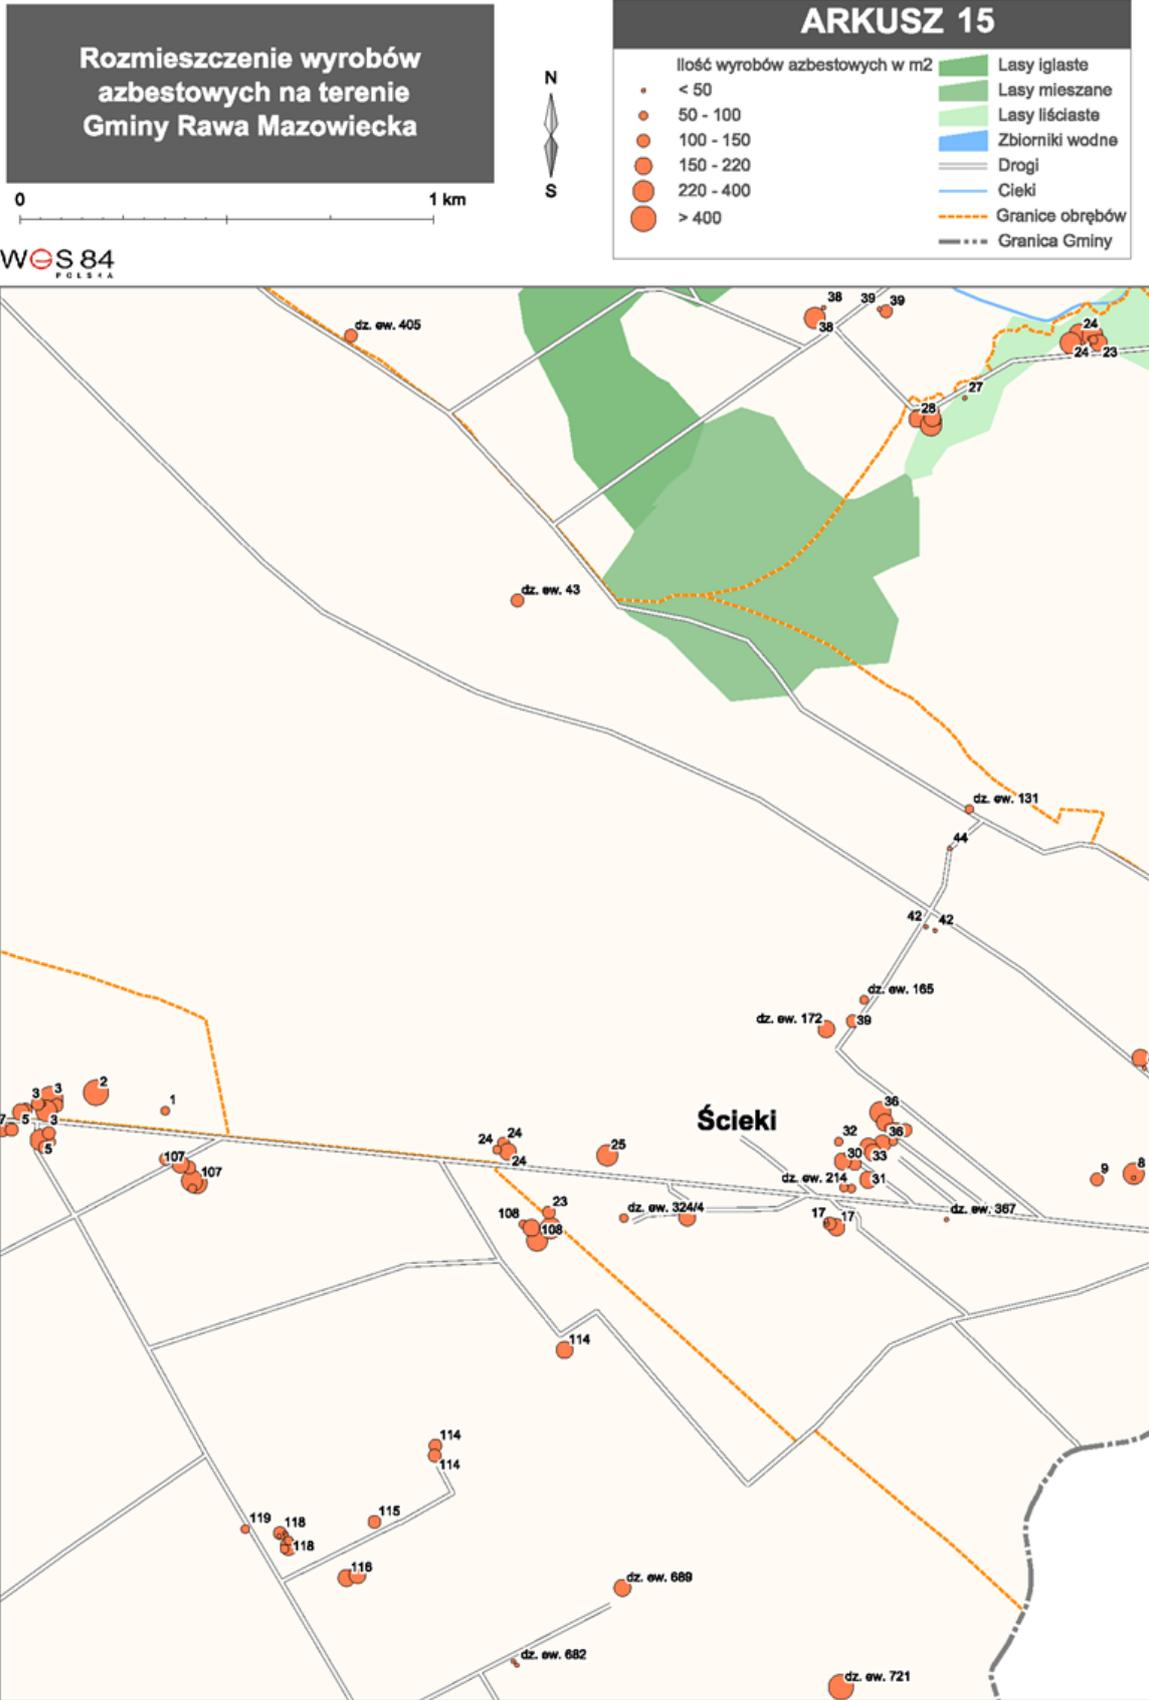 Rozmieszczenie wyrobów
azbestowych na terenie
Gminy Rawa Mazowiecka
0 1 km
WGS 84
POLSKA
N
S
ARKUSZ 15
Ilość wyrobów azbestowych w m2
< 50
50 - 100
100 - 150
150 - 220
220 - 400
> 400
Lasy iglaste
Lasy mieszane
Lasy liściaste
Zbiorniki wodne
Drogi
Cieki
Granice obrębów
Granica Gminy
38 39 39
dz. ew. 405
38
24
24 23
27
28
dz. ew. 43
dz. ew. 131
44
42 42
dz. ew. 165
dz. ew. 172 39
2
3 3
1
7 5 3
5
36
Ścieki
32 36
24 24
24
25
30 33
107
107
dz. ew. 214 31
9 8
23
108
108
dz. ew. 324/4
17 17
dz. ew. 367
114
114
114
119 118
118
115
116
dz. ew. 689
dz. ew. 682
dz. ew. 721